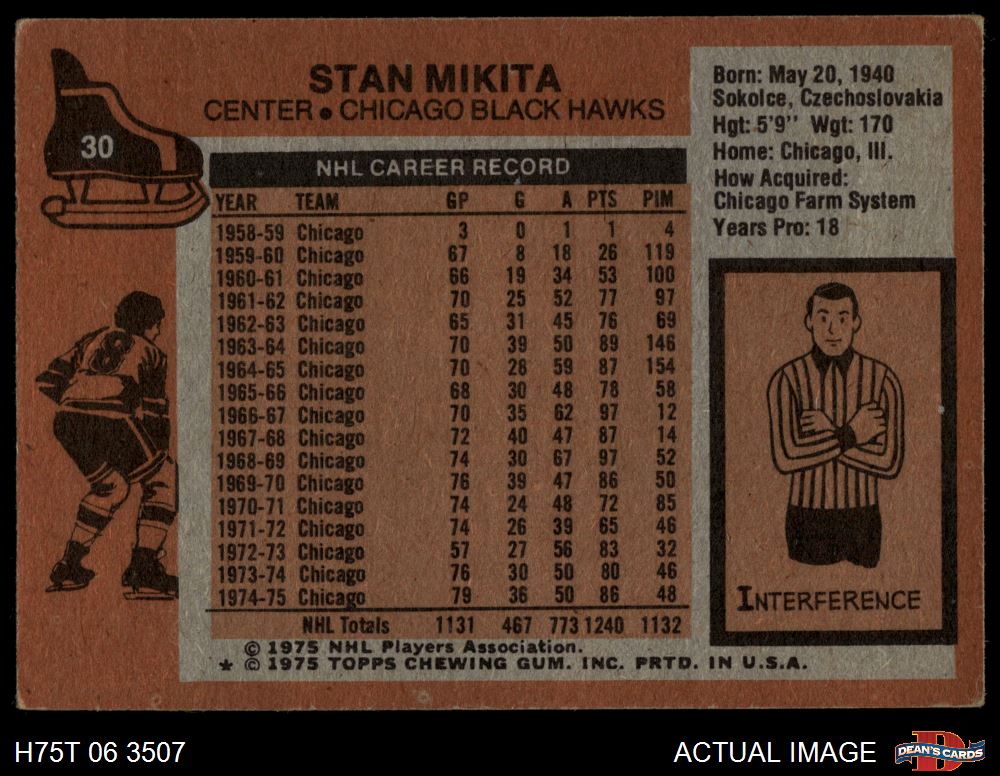 30
STAN MIKITA
CENTER • CHICAGO BLACK HAWKS
NHL CAREER RECORD
YEAR TEAM GP G A PTS PIM
1958-59 Chicago 3 0 1 1 4
1959-60 Chicago 67 8 18 26 119
1960-61 Chicago 66 19 34 53 100
1961-62 Chicago 70 25 52 77 97
1962-63 Chicago 65 31 45 76 69
1963-64 Chicago 70 39 50 89 146
1964-65 Chicago 70 28 59 87 154
1965-66 Chicago 68 30 48 78 58
1966-67 Chicago 70 35 62 97 12
1967-68 Chicago 72 40 47 87 14
1968-69 Chicago 74 30 67 97 52
1969-70 Chicago 76 39 47 86 50
1970-71 Chicago 74 24 48 72 85
1971-72 Chicago 74 26 39 65 46
1972-73 Chicago 57 27 56 83 32
1973-74 Chicago 76 30 50 80 46
1974-75 Chicago 79 36 50 86 48
NHL Totals 1131 467 773 1240 1132
© 1975 NHL Players Association.
* © 1975 TOPPS CHEWING GUM. INC. PRTD. IN U.S.A.
Born: May 20, 1940
Sokolce, Czechoslovakia
Hgt: 5'9" Wgt: 170
Home: Chicago, Ill.
How Acquired:
Chicago Farm System
Years Pro: 18
INTERFERENCE
8
H75T 06 3507
ACTUAL IMAGE
DEAN'S CARDS